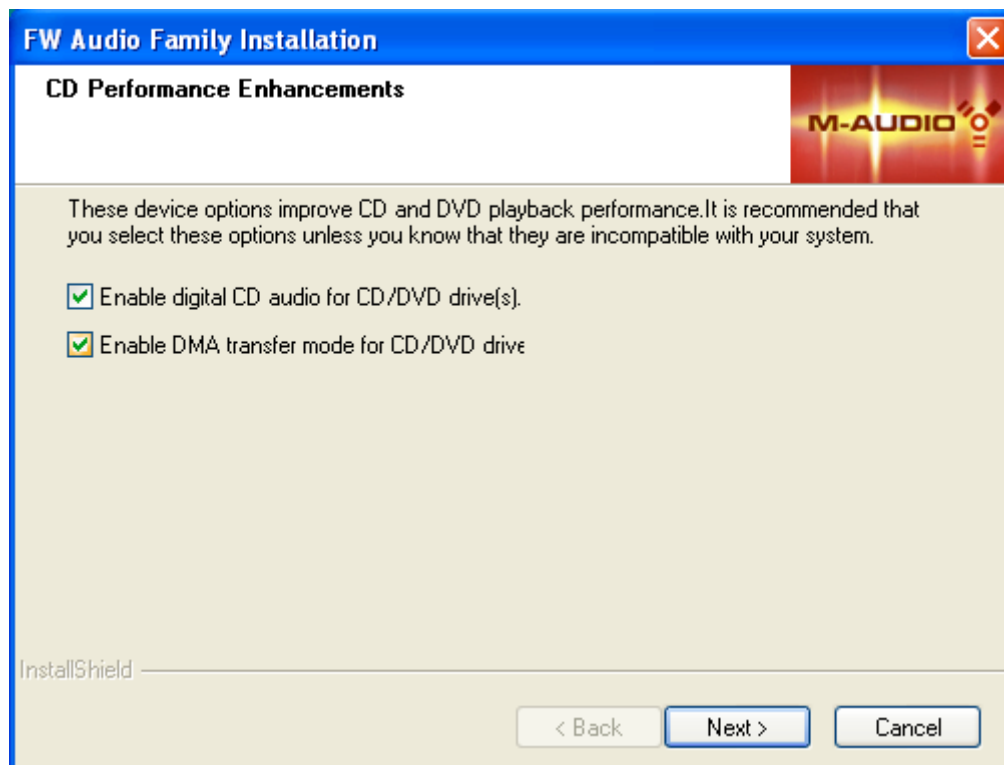 FW Audio Family Installation
CD Performance Enhancements
M-AUDIO
These device options improve CD and DVD playback performance.It is recommended that
you select these options unless you know that they are incompatible with your system.
Enable digital CD audio for CD/DVD drive(s).
Enable DMA transfer mode for CD/DVD drive
InstallShield
< Back
Next >
Cancel